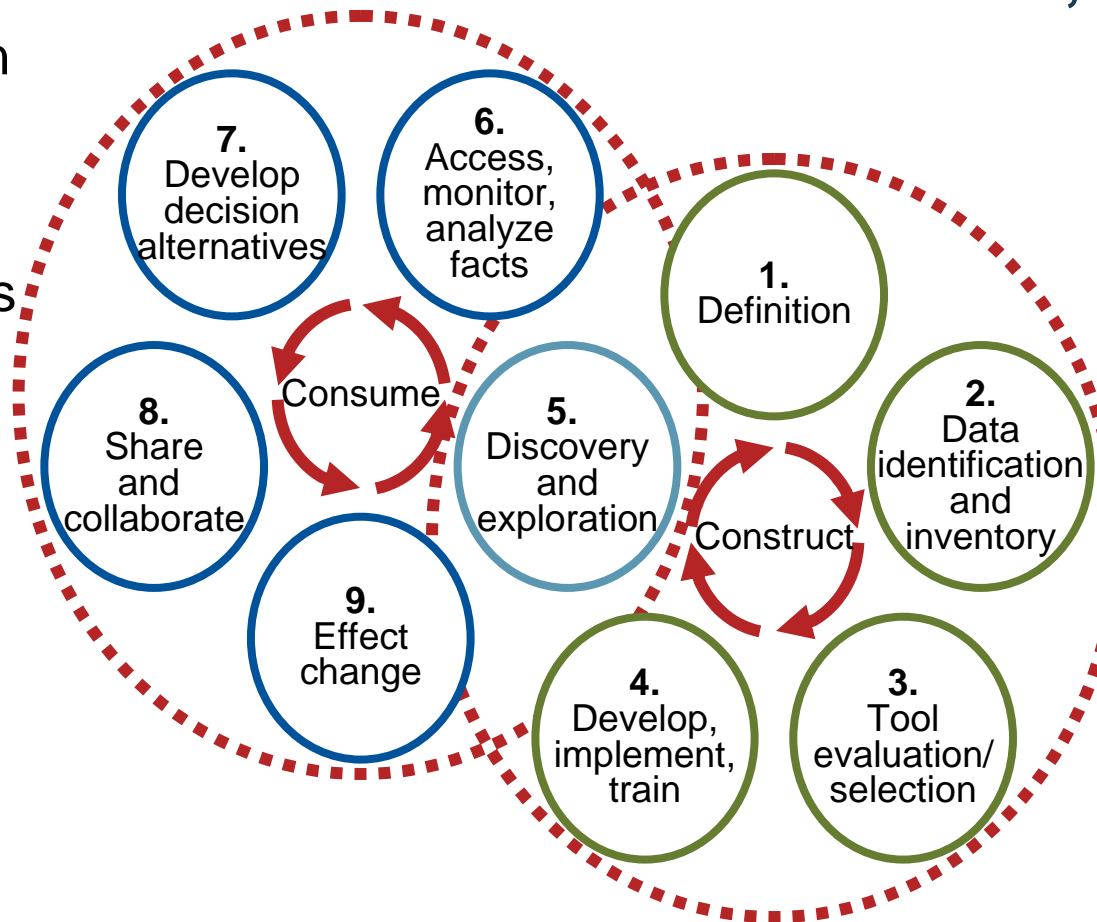 7.
Develop
decision
alternatives
6.
Access,
monitor,
analyze
facts
1.
Definition
2.
Data
identification
and
inventory
Consume
8.
Share
and
collaborate
5.
Discovery
and
exploration
Construct
9.
Effect
change
4.
Develop,
implement,
train
3.
Tool
evaluation/
selection